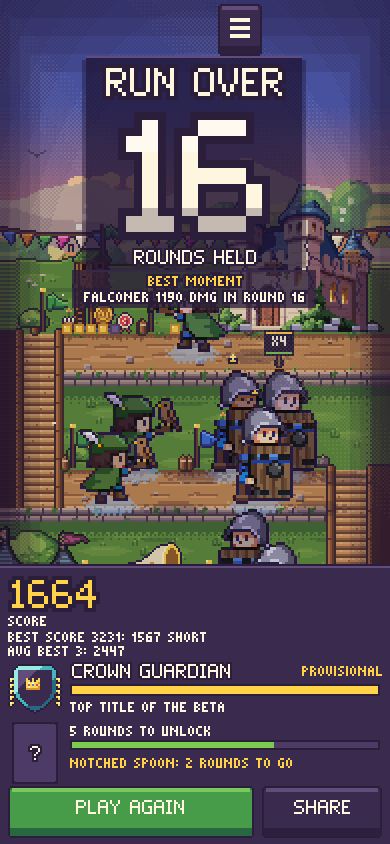 RUN OVER
16
ROUNDS HELD
BEST MOMENT
FALCONER 1190 DMG IN ROUND 16
X4
1664
SCORE
BEST SCORE 3231: 1567 SHORT
AVG BEST 3: 2447
CROWN GUARDIAN
PROVISIONAL
TOP TITLE OF THE BETA
?
5 ROUNDS TO UNLOCK
NOTCHED SPOON: 2 ROUNDS TO GO
PLAY AGAIN
SHARE